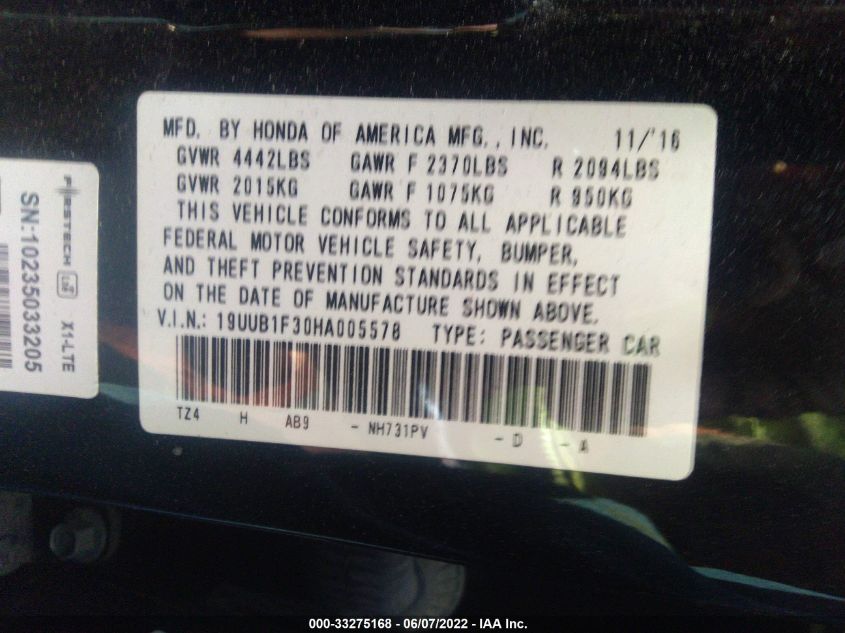 MFD. BY HONDA OF AMERICA MFG., INC. 11/'16
GVWR 4442LBS GAWR F 2370LBS R 2094LBS
GVWR 2015KG GAWR F 1075KG R 950KG
THIS VEHICLE CONFORMS TO ALL APPLICABLE
FEDERAL MOTOR VEHICLE SAFETY, BUMPER,
AND THEFT PREVENTION STANDARDS IN EFFECT
ON THE DATE OF MANUFACTURE SHOWN ABOVE.
V.I.N.: 19UUB1F30HA005578 TYPE: PASSENGER CAR
TZ4 H AB9 - NH731PV - D - A
FIRSTECH
X1-LTE
SN:10235033205
000-33275168 - 06/07/2022 - IAA Inc.